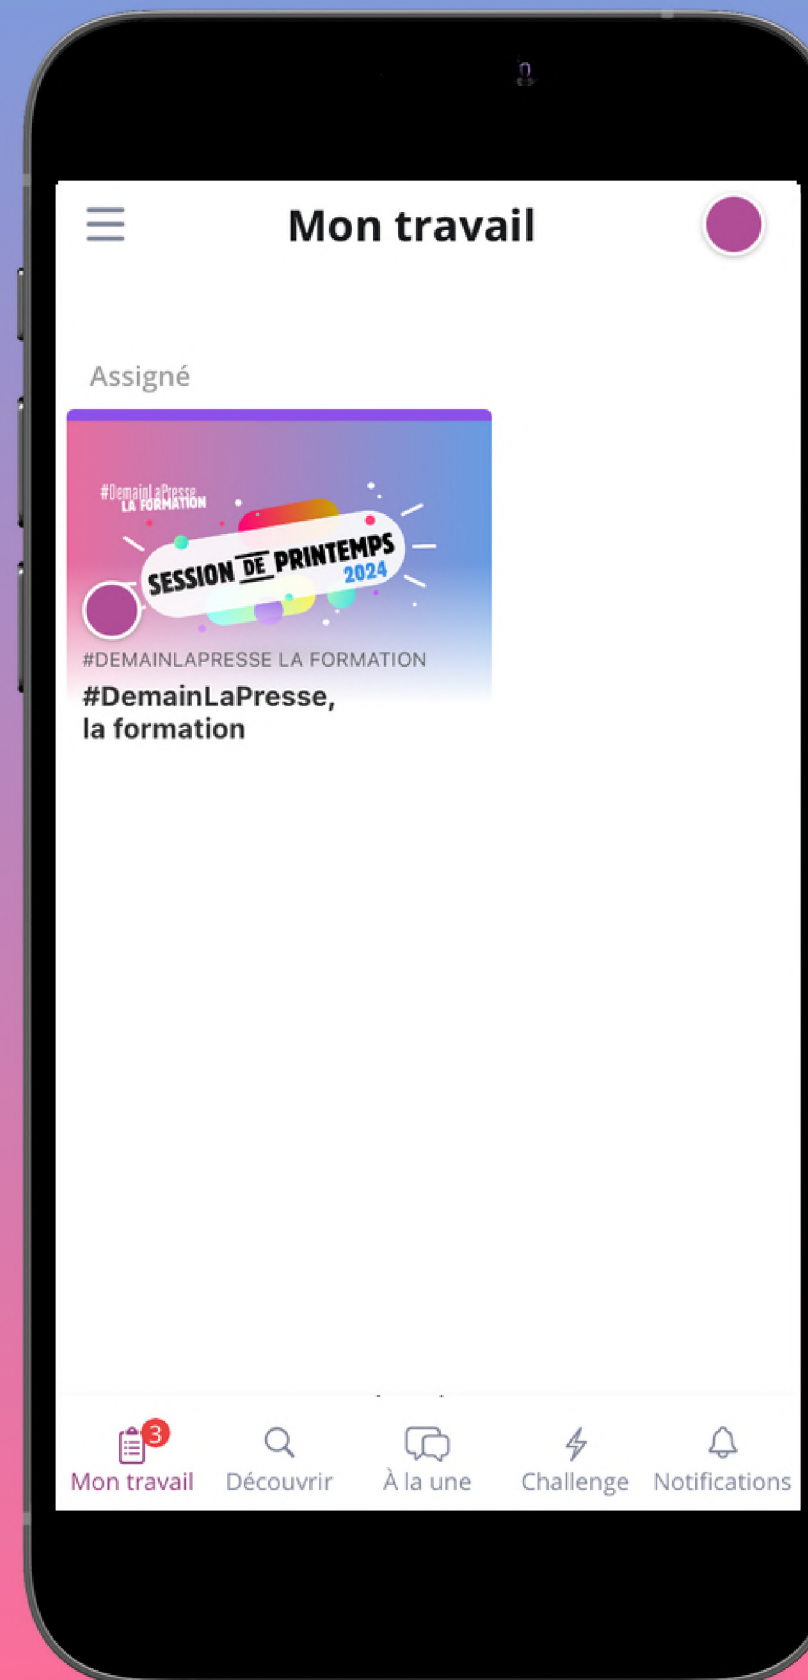 Mon travail
Assigné
#DemainLaPresse
LA FORMATION
SESSION DE PRINTEMPS
2024
#DEMAINLAPRESSE LA FORMATION
#DemainLaPresse,
la formation
3
Mon travail
Découvrir
À la une
Challenge
Notifications